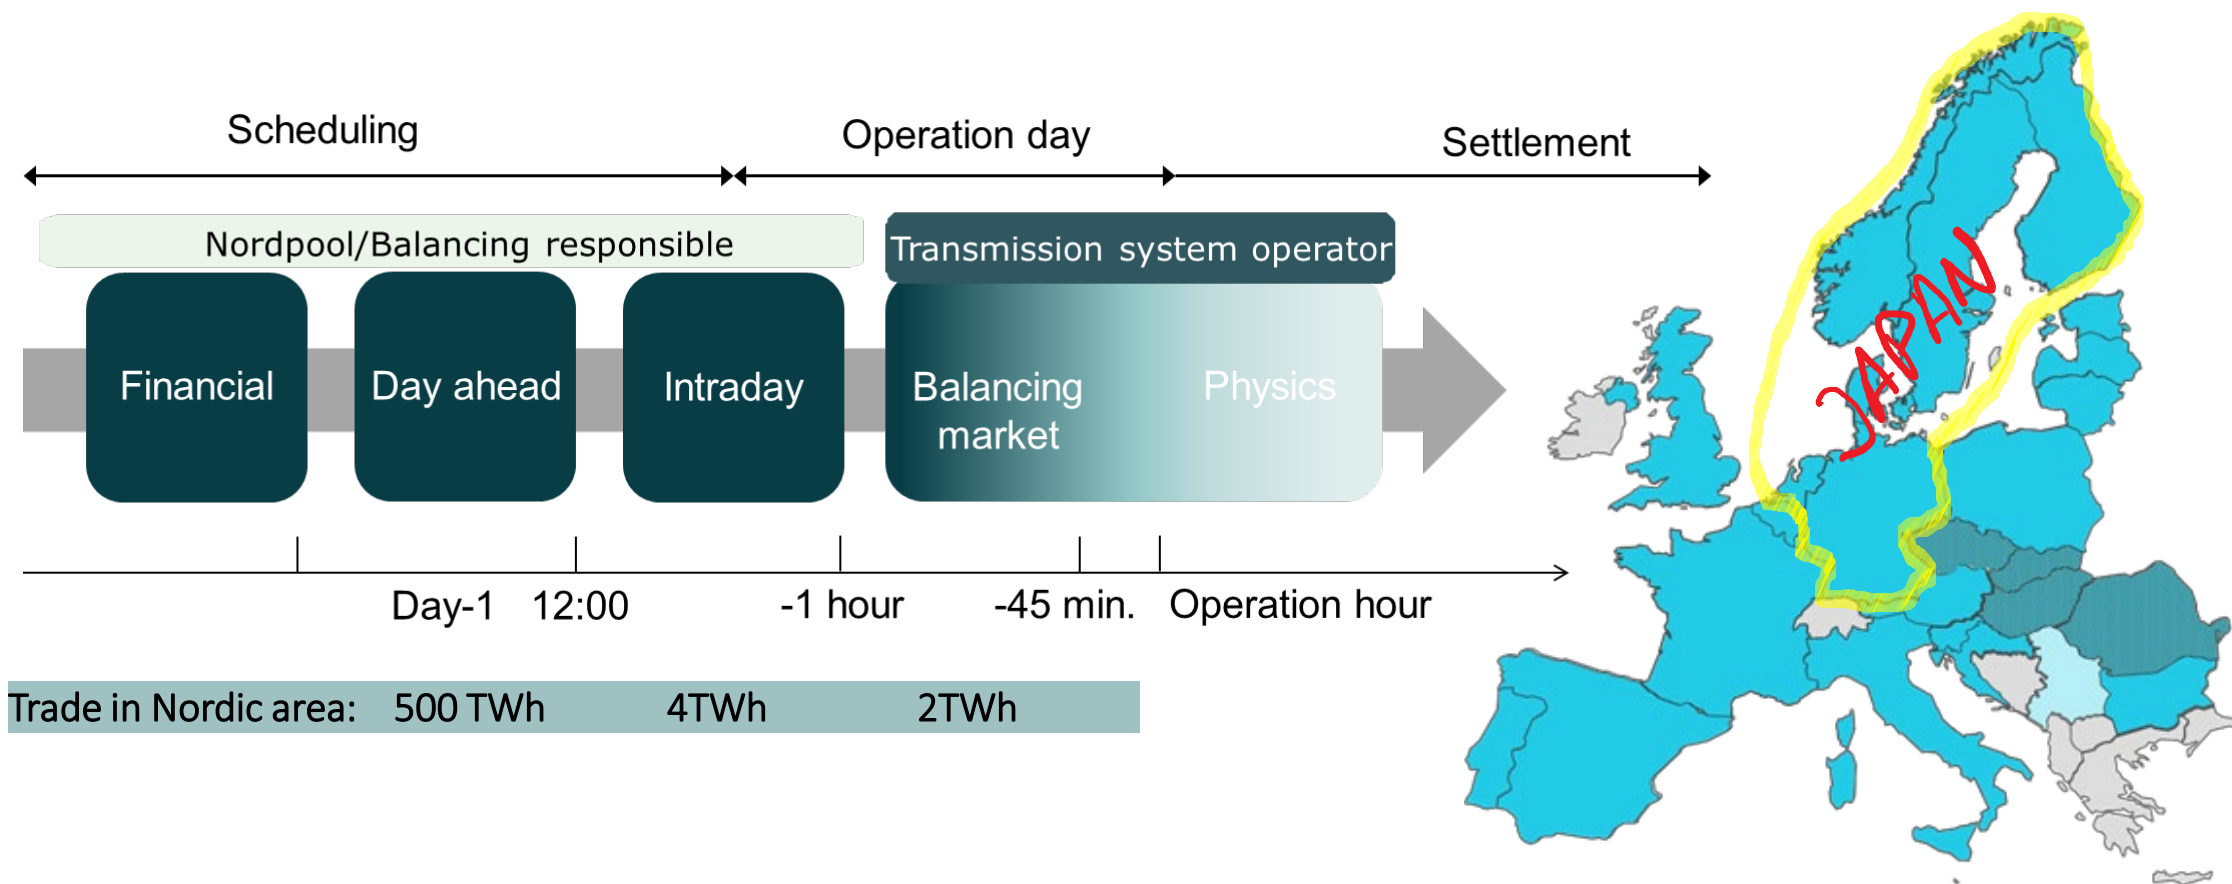 Scheduling
Operation day
Settlement
Nordpool/Balancing responsible
Transmission system operator
Financial
Day ahead
Intraday
Balancing
market
Physics
Day-1
12:00
-1 hour
-45 min.
Operation hour
Trade in Nordic area:
500 TWh
4TWh
2TWh
JAPAN